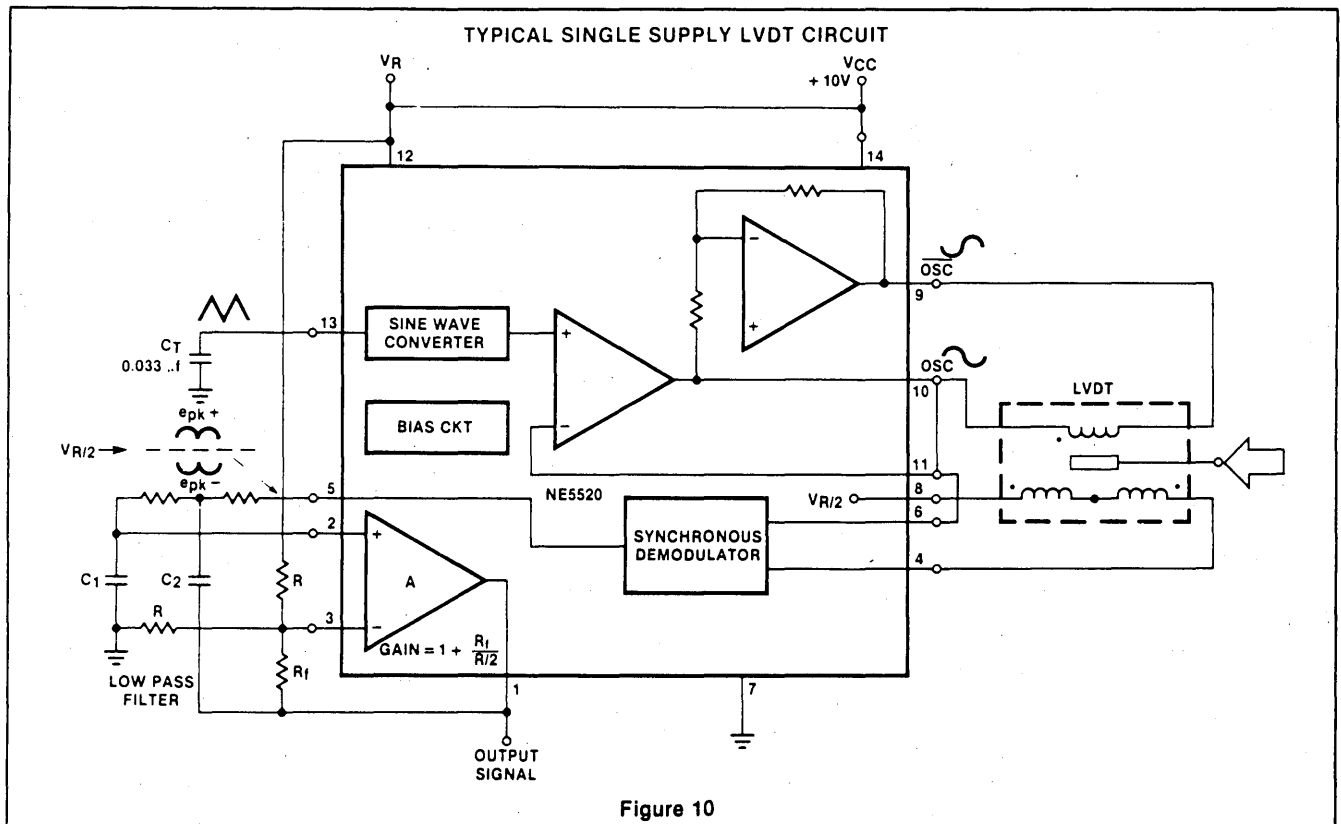 TYPICAL SINGLE SUPPLY LVDT CIRCUIT
VR
VCC
+ 10V
12
14
OSC
9
13
SINE WAVE
CONVERTER
+
-
-
+
CT
0.033 ..f
OSC
10
LVDT
epk +
BIAS CKT
VR/2
epk -
11
5
NE5520
VR/2
8
6
SYNCHRONOUS
DEMODULATOR
2
+
4
C1
C2
R
A
R
3
-
GAIN = 1 + Rf
R/2
Rf
LOW PASS
FILTER
1
7
OUTPUT
SIGNAL
Figure 10